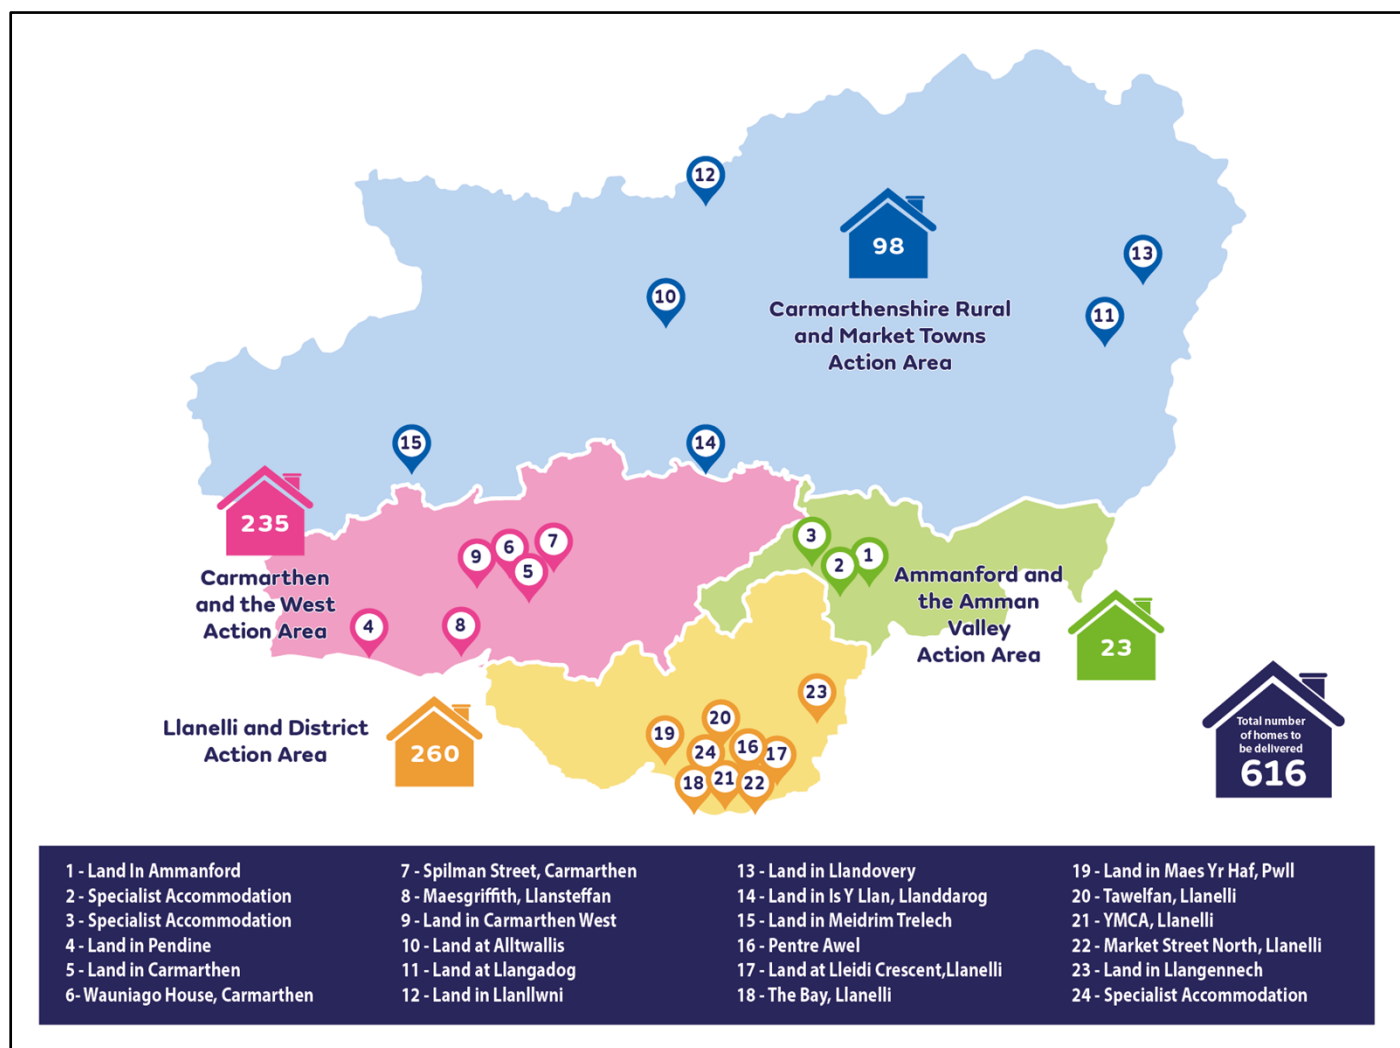 12
98
13
10
11
Carmarthenshire Rural
and Market Towns
Action Area
15
14
235
3
1
2
9
6
7
5
Carmarthen
and the West
Action Area
Ammanford and
the Amman
Valley
Action Area
4
8
23
23
Llanelli and District
Action Area
260
19
20
24
16
17
18
21
22
Total number
of homes to
be delivered
616
1 - Land In Ammanford
2 - Specialist Accommodation
3 - Specialist Accommodation
4 - Land in Pendine
5 - Land in Carmarthen
6- Wauniago House, Carmarthen
7 - Spilman Street, Carmarthen
8 - Maesgriffith, Llansteffan
9 - Land in Carmarthen West
10 - Land at Alltwallis
11 - Land at Llangadog
12 - Land in Llanllwni
13 - Land in Llandovery
14 - Land in Is Y Llan, Llanddarog
15 - Land in Meidrim Trelech
16 - Pentre Awel
17 - Land at Lleidi Crescent,Llanelli
18 - The Bay, Llanelli
19 - Land in Maes Yr Haf, Pwll
20 - Tawelfan, Llanelli
21 - YMCA, Llanelli
22 - Market Street North, Llanelli
23 - Land in Llangennech
24 - Specialist Accommodation